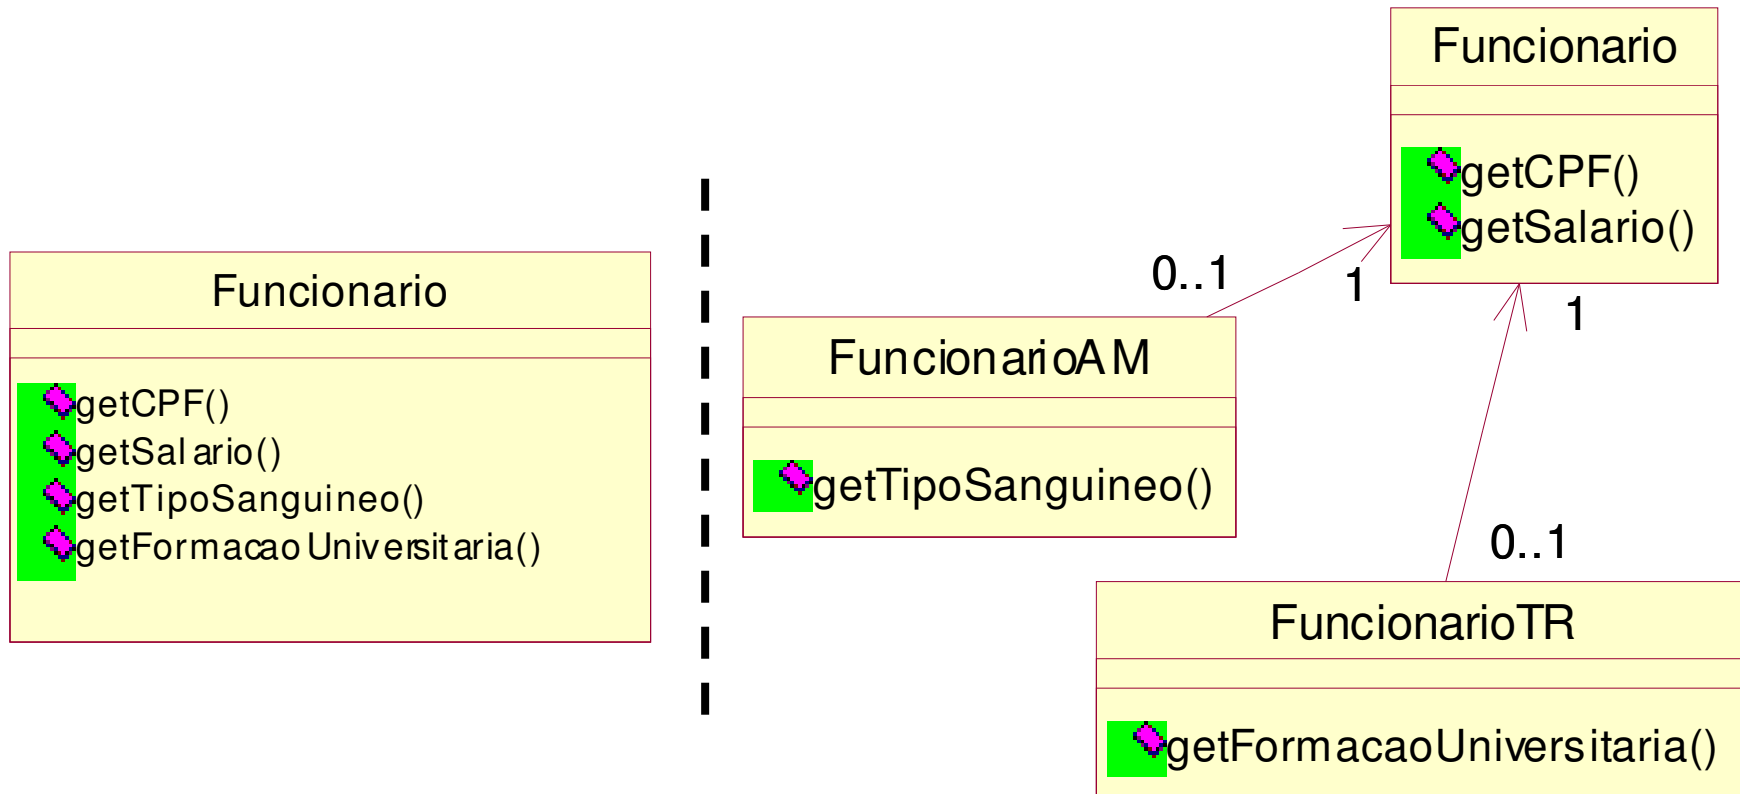 Funcionario
getCPF()
getSalario()
getTipoSanguineo()
getFormacaoUniversitaria()
Funcionario
getCPF()
getSalario()
0..1
1
1
FuncionarioAM
getTipoSanguineo()
0..1
FuncionarioTR
getFormacaoUniversitaria()